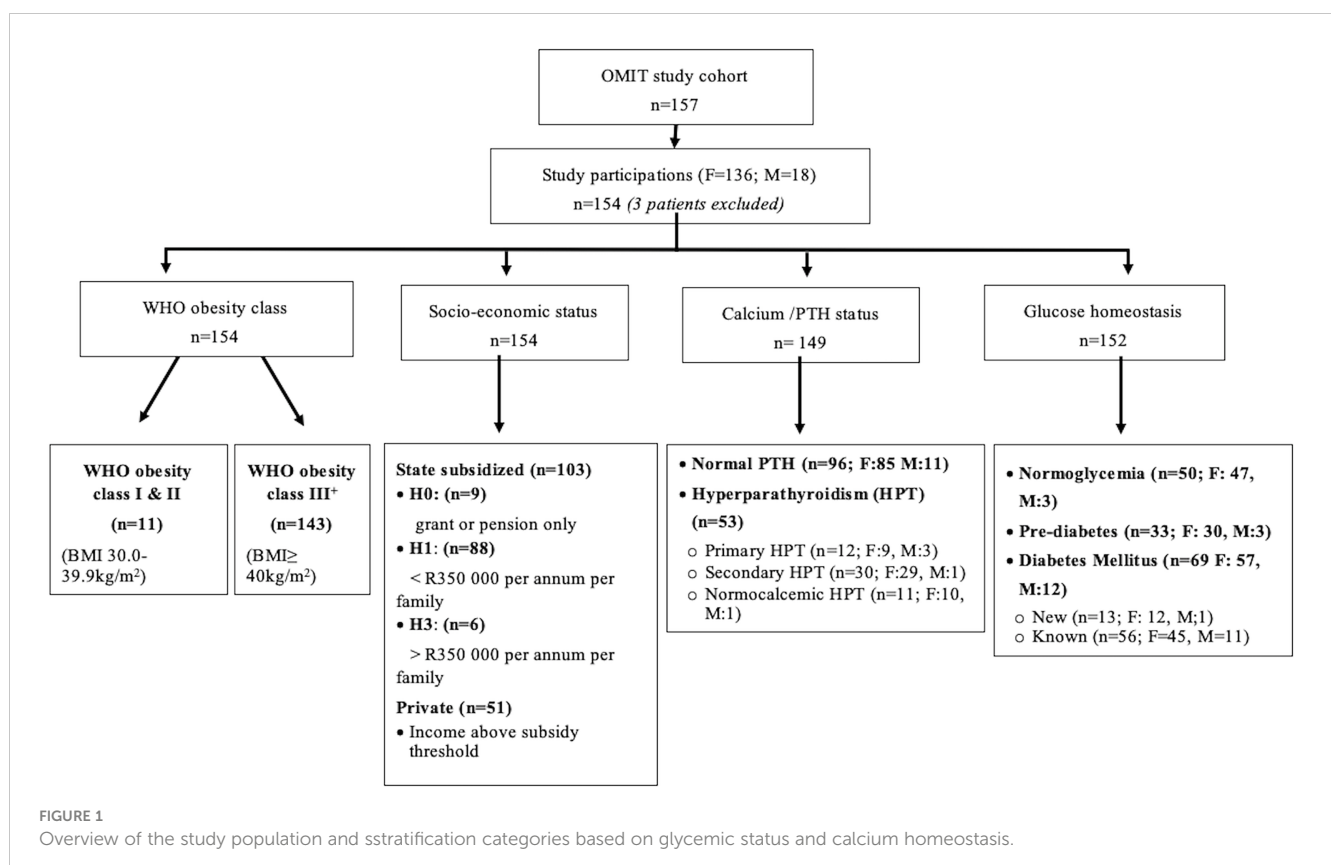 OMIT study cohort
n=157
Study participations (F=136; M=18)
n=154 (3 patients excluded)
WHO obesity class
n=154
Socio-economic status
n=154
Calcium /PTH status
n= 149
Glucose homeostasis
n=152
WHO obesity
class I & II
(n=11)
(BMI 30.0-
39.9kg/m²)
WHO obesity
class III⁺
(n=143)
(BMI≥
40kg/m²)
State subsidized (n=103)
• H0: (n=9)
grant or pension only
• H1: (n=88)
< R350 000 per annum per
family
• H3: (n=6)
> R350 000 per annum per
family
Private (n=51)
• Income above subsidy
threshold
• Normal PTH (n=96; F:85 M:11)
• Hyperparathyroidism (HPT)
(n=53)
○ Primary HPT (n=12; F:9, M:3)
○ Secondary HPT (n=30; F:29, M:1)
○ Normocalcemic HPT (n=11; F:10,
M:1)
• Normoglycemia (n=50; F: 47,
M:3)
• Pre-diabetes (n=33; F: 30, M:3)
• Diabetes Mellitus (n=69 F: 57,
M:12)
○ New (n=13; F: 12, M;1)
○ Known (n=56; F=45, M=11)
FIGURE 1
Overview of the study population and sstratification categories based on glycemic status and calcium homeostasis.